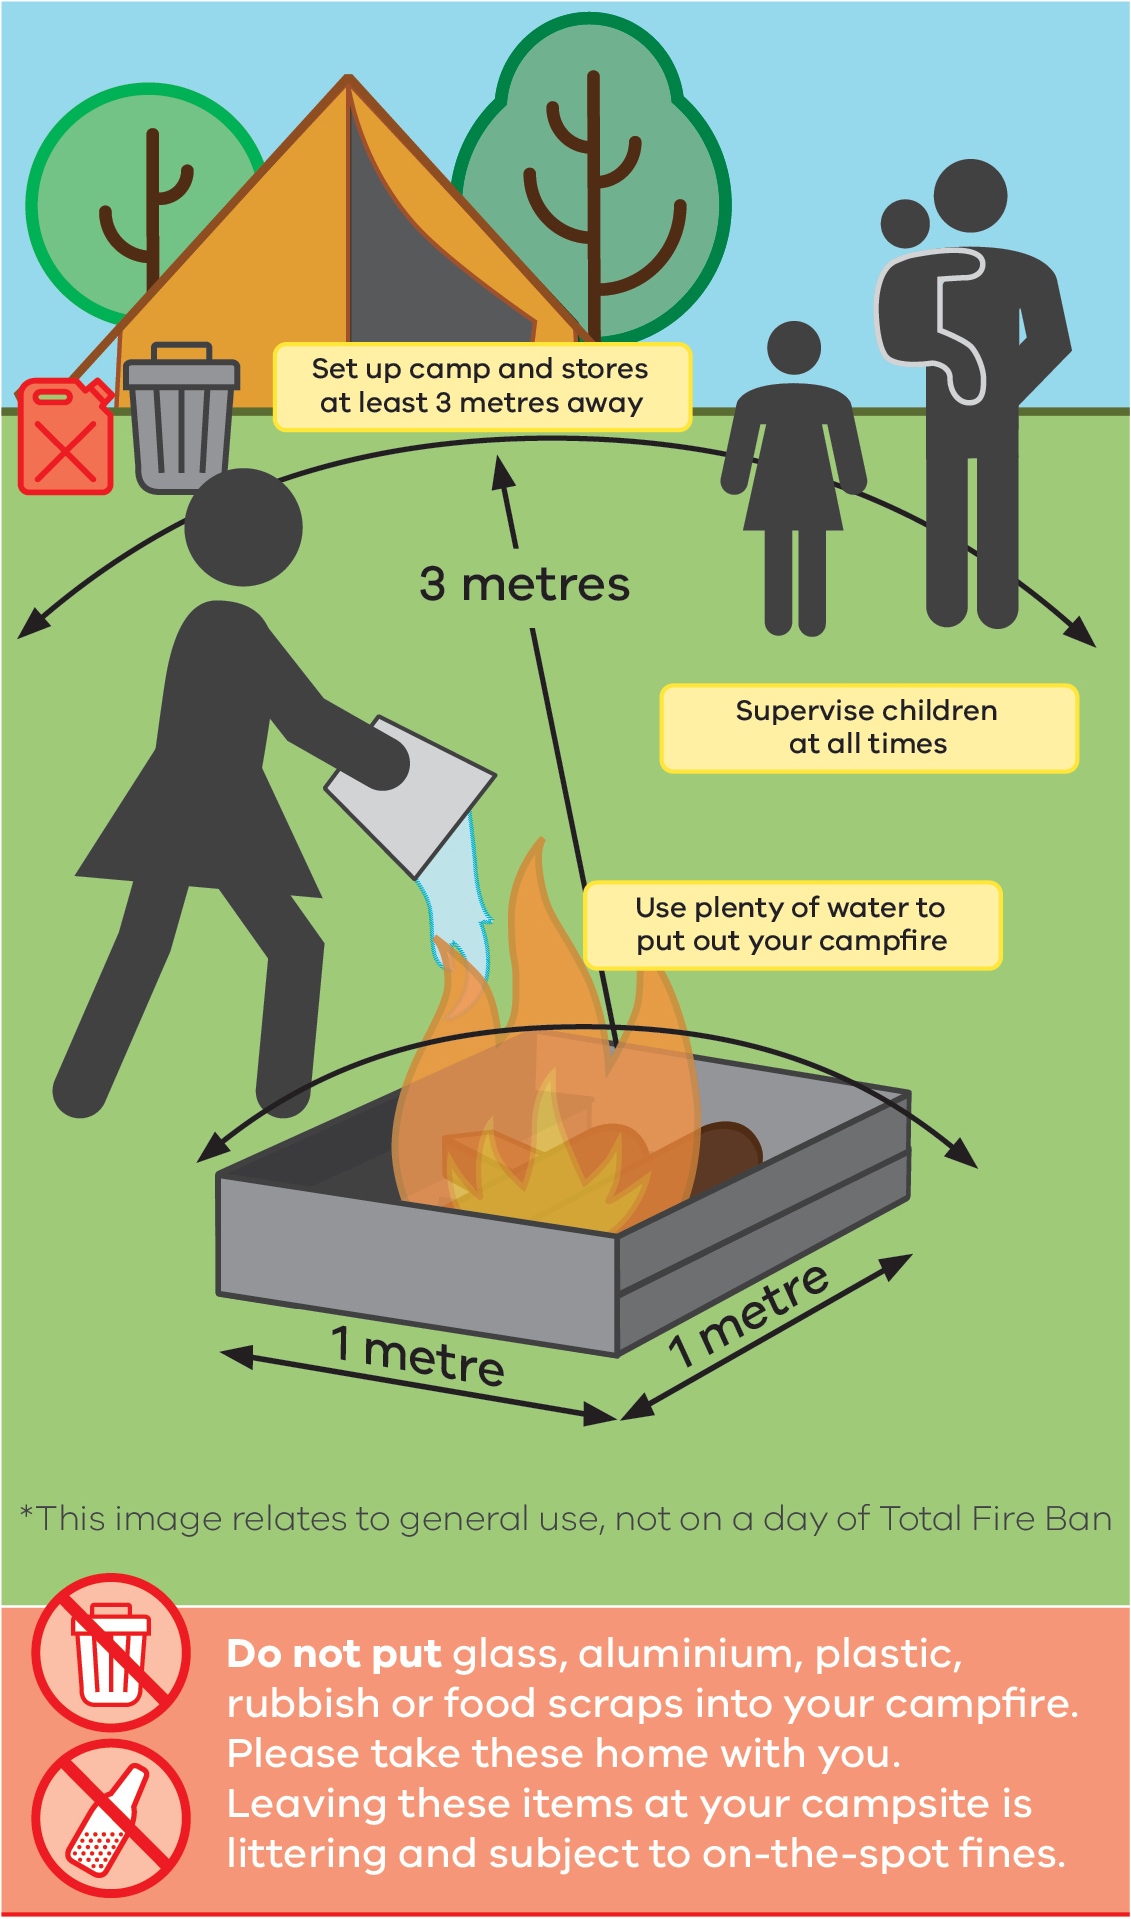 Set up camp and stores
at least 3 metres away
3 metres
Supervise children
at all times
Use plenty of water to
put out your campfire
1 metre
1 metre
*This image relates to general use, not on a day of Total Fire Ban
Do not put glass, aluminium, plastic,
rubbish or food scraps into your campfire.
Please take these home with you.
Leaving these items at your campsite is
littering and subject to on-the-spot fines.